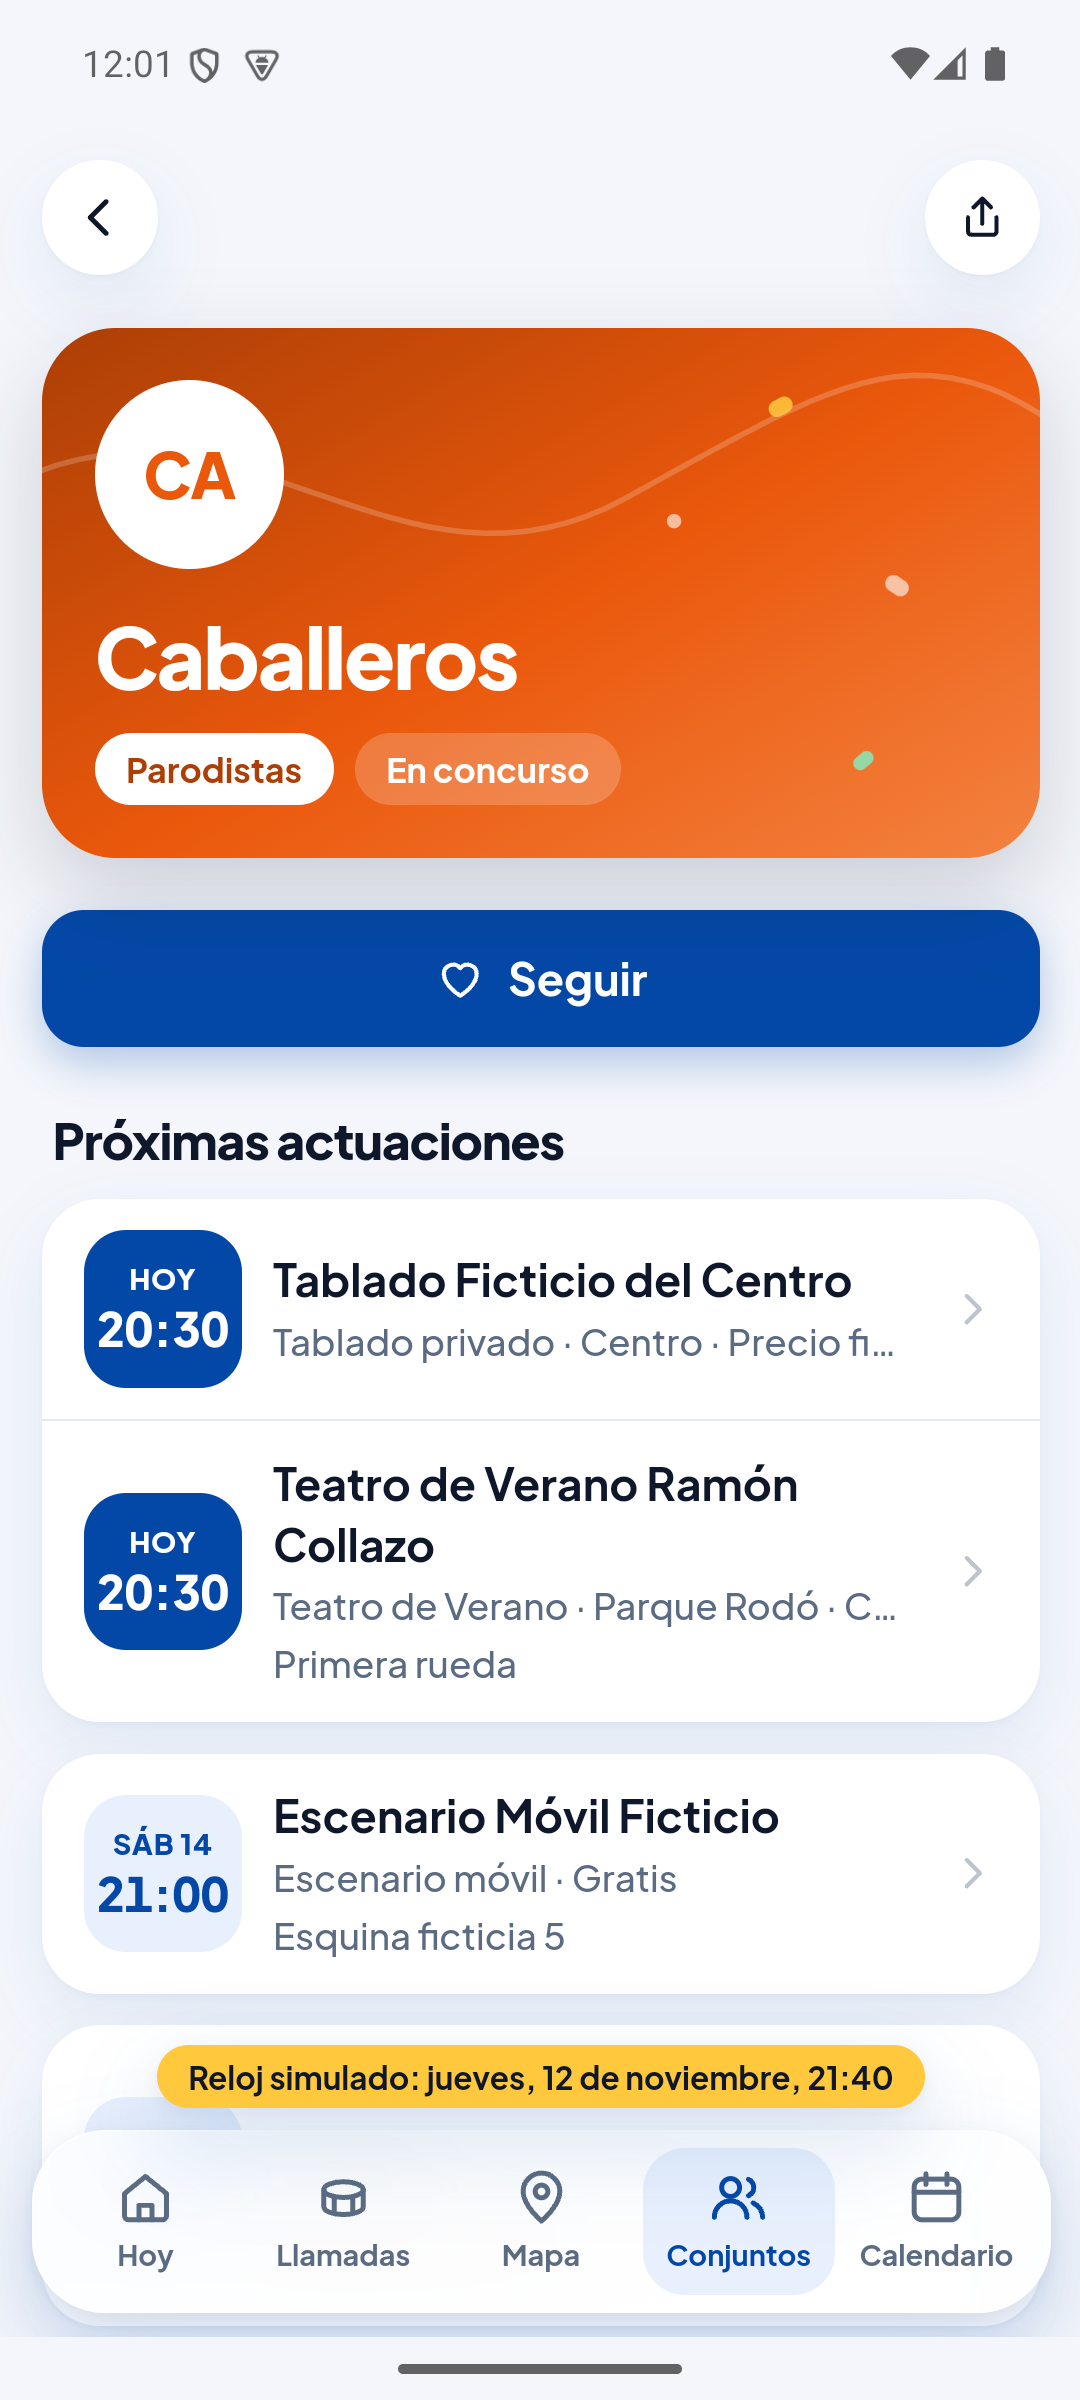 12:01
CA
Caballeros
Parodistas
En concurso
Seguir
Próximas actuaciones
HOY
20:30
Tablado Ficticio del Centro
Tablado privado · Centro · Precio fi...
HOY
20:30
Teatro de Verano Ramón
Collazo
Teatro de Verano · Parque Rodó · C...
Primera rueda
SÁB 14
21:00
Escenario Móvil Ficticio
Escenario móvil · Gratis
Esquina ficticia 5
Reloj simulado: jueves, 12 de noviembre, 21:40
Hoy
Llamadas
Mapa
Conjuntos
Calendario